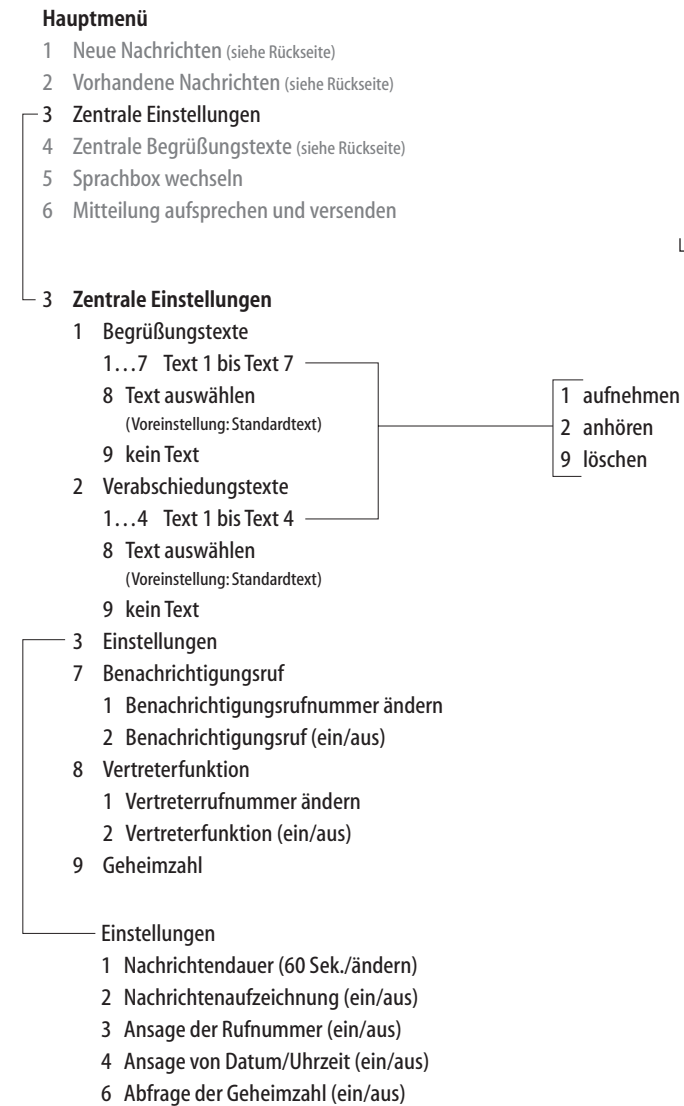 Hauptmenü
1 Neue Nachrichten (siehe Rückseite)
2 Vorhandene Nachrichten (siehe Rückseite)
3 Zentrale Einstellungen
4 Zentrale Begrüßungstexte (siehe Rückseite)
5 Sprachbox wechseln
6 Mitteilung aufsprechen und versenden
3 Zentrale Einstellungen
1 Begrüßungstexte
1...7 Text 1 bis Text 7
8 Text auswählen
(Voreinstellung: Standardtext)
9 kein Text
2 Verabschiedungstexte
1...4 Text 1 bis Text 4
8 Text auswählen
(Voreinstellung: Standardtext)
9 kein Text
1 aufnehmen
2 anhören
9 löschen
3 Einstellungen
7 Benachrichtigungsruf
1 Benachrichtigungsrufnummer ändern
2 Benachrichtigungsruf (ein/aus)
8 Vertreterfunktion
1 Vertreterrufnummer ändern
2 Vertreterfunktion (ein/aus)
9 Geheimzahl
Einstellungen
1 Nachrichtendauer (60 Sek./ändern)
2 Nachrichtenaufzeichnung (ein/aus)
3 Ansage der Rufnummer (ein/aus)
4 Ansage von Datum/Uhrzeit (ein/aus)
6 Abfrage der Geheimzahl (ein/aus)